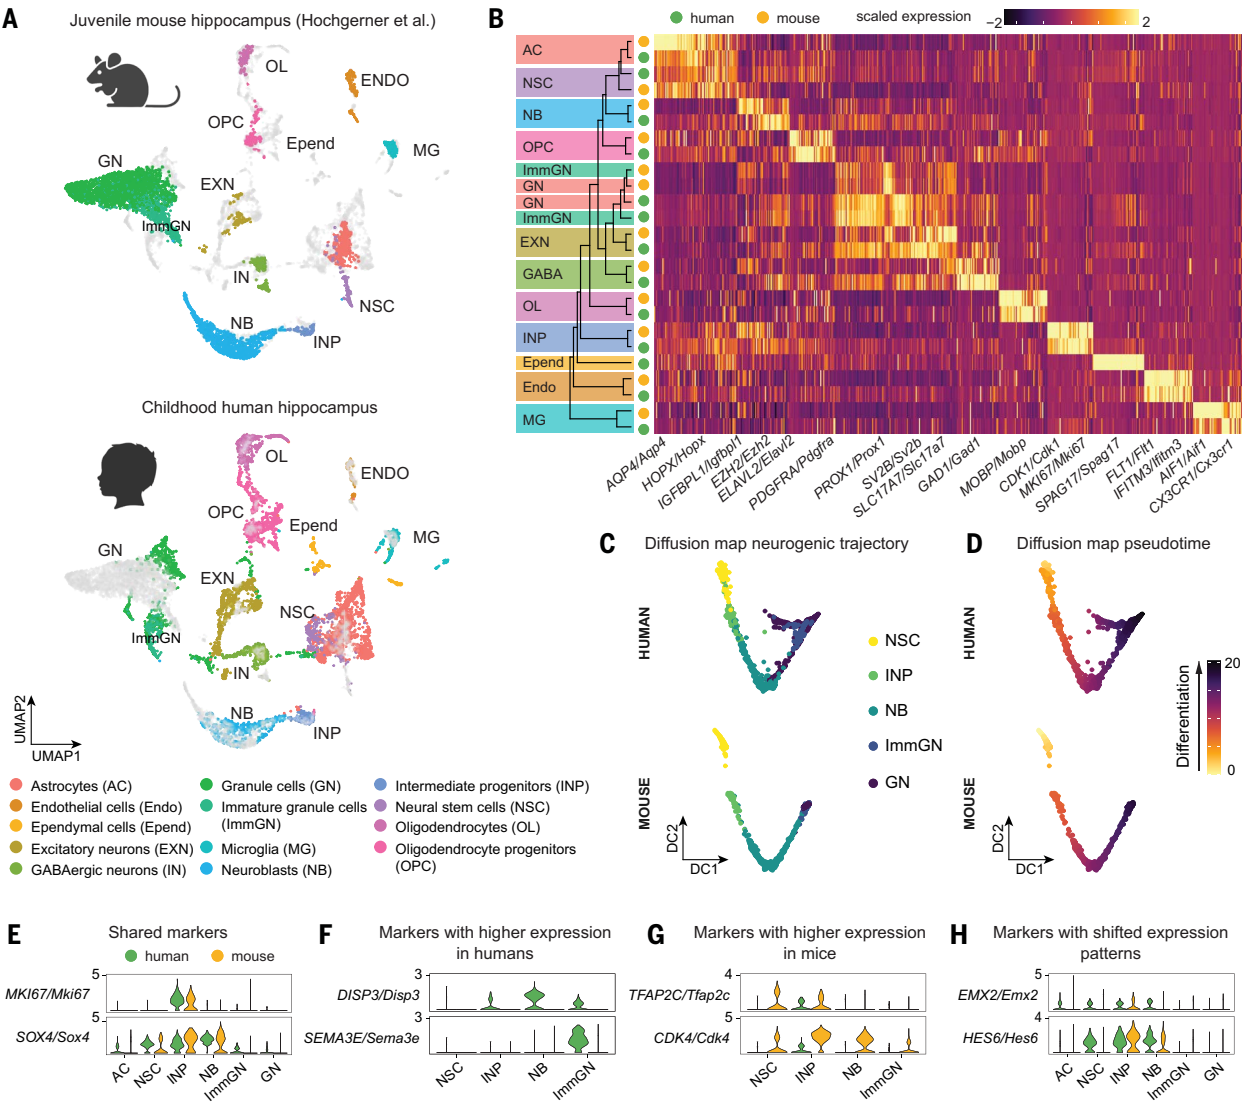 A
Juvenile mouse hippocampus (Hochgerner et al.)
OL
ENDO
OPC
Epend
MG
GN
EXN
ImmGN
IN
NSC
NB
INP
Childhood human hippocampus
OL
ENDO
OPC
Epend
MG
GN
EXN
NSC
ImmGN
IN
NB
INP
UMAP2
UMAP1
Astrocytes (AC)
Endothelial cells (Endo)
Ependymal cells (Epend)
Excitatory neurons (EXN)
GABAergic neurons (IN)
Granule cells (GN)
Immature granule cells
(ImmGN)
Microglia (MG)
Neuroblasts (NB)
Intermediate progenitors (INP)
Neural stem cells (NSC)
Oligodendrocytes (OL)
Oligodendrocyte progenitors
(OPC)
B
human
mouse
scaled expression
−2
2
AC
NSC
NB
OPC
ImmGN
GN
GN
ImmGN
EXN
GABA
OL
INP
Epend
Endo
MG
AQP4/Aqp4
HOPX/Hopx
IGFBPL1/Igfbpl1
EZH2/Ezh2
ELAVL2/Elavl2
PDGFRA/Pdgfra
PROX1/Prox1
SV2B/Sv2b
SLC17A7/Slc17a7
GAD1/Gad1
MOBP/Mobp
CDK1/Cdk1
MKI67/Mki67
SPAG17/Spag17
FLT1/Flt1
IFITM3/Ifitm3
AIF1/Aif1
CX3CR1/Cx3cr1
C
Diffusion map neurogenic trajectory
HUMAN
MOUSE
NSC
INP
NB
ImmGN
GN
DC2
DC1
D
Diffusion map pseudotime
HUMAN
MOUSE
Differentiation
20
0
DC2
DC1
E
Shared markers
human
mouse
MKI67/Mki67
5
SOX4/Sox4
5
AC
NSC
INP
NB
ImmGN
GN
F
Markers with higher expression
in humans
DISP3/Disp3
3
SEMA3E/Sema3e
3
NSC
INP
NB
ImmGN
G
Markers with higher expression
in mice
TFAP2C/Tfap2c
4
CDK4/Cdk4
5
NSC
INP
NB
ImmGN
H
Markers with shifted expression
patterns
EMX2/Emx2
5
HES6/Hes6
4
AC
NSC
INP
NB
ImmGN
GN